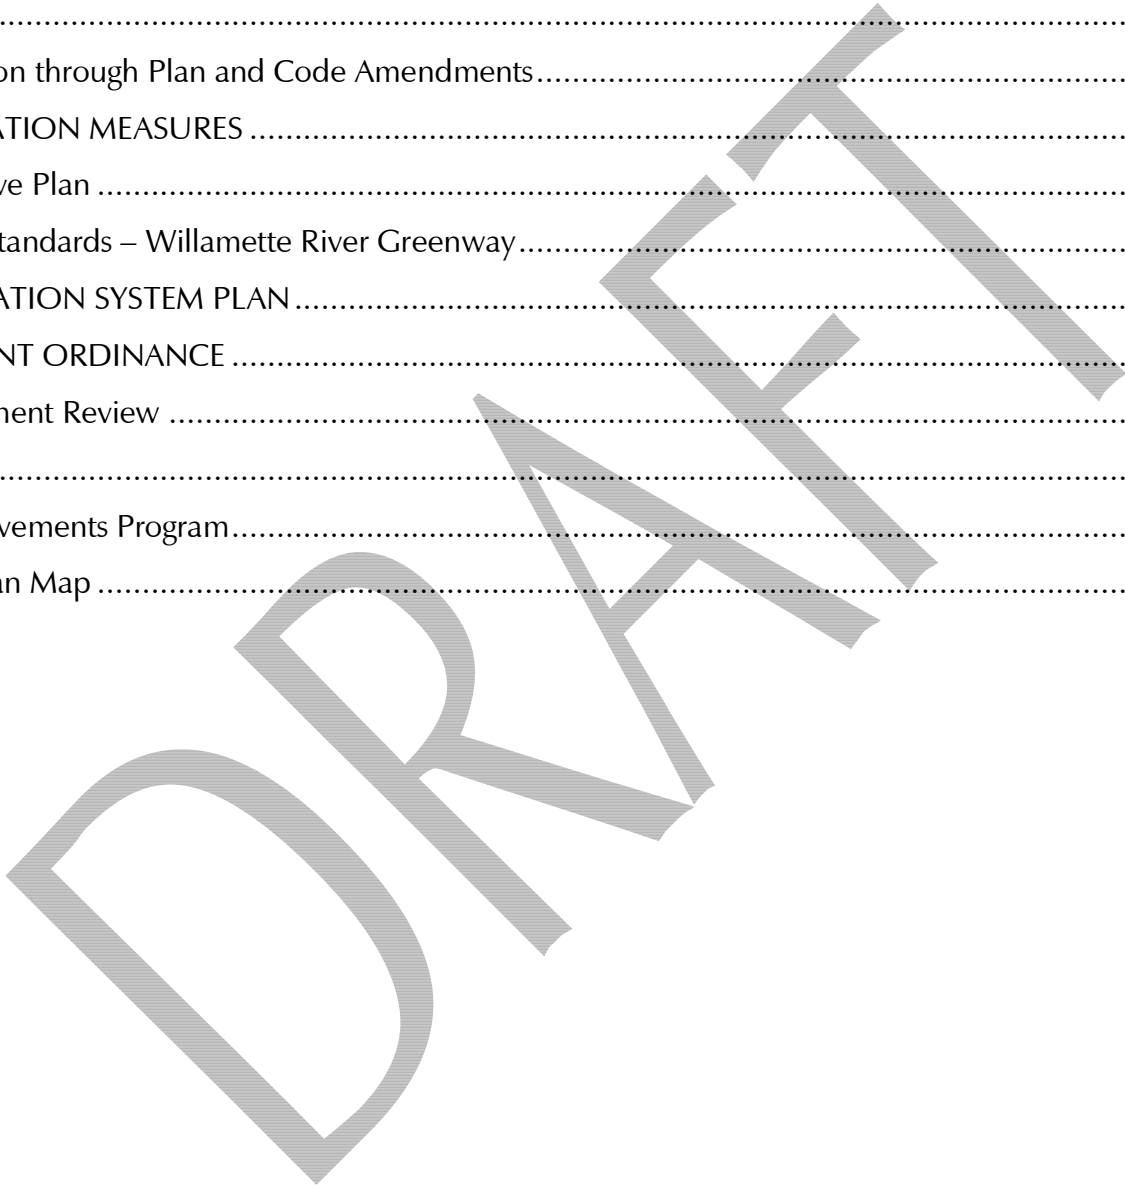 ....................................................................................................
on through Plan and Code Amendments....................................................................
ATION MEASURES ....................................................................................................
ve Plan ....................................................................................................
tandards – Willamette River Greenway....................................................................
ATION SYSTEM PLAN....................................................................................................
NT ORDINANCE ....................................................................................................
ment Review ....................................................................................................
....................................................................................................
vements Program....................................................................................................
an Map ....................................................................................................
DRAFT